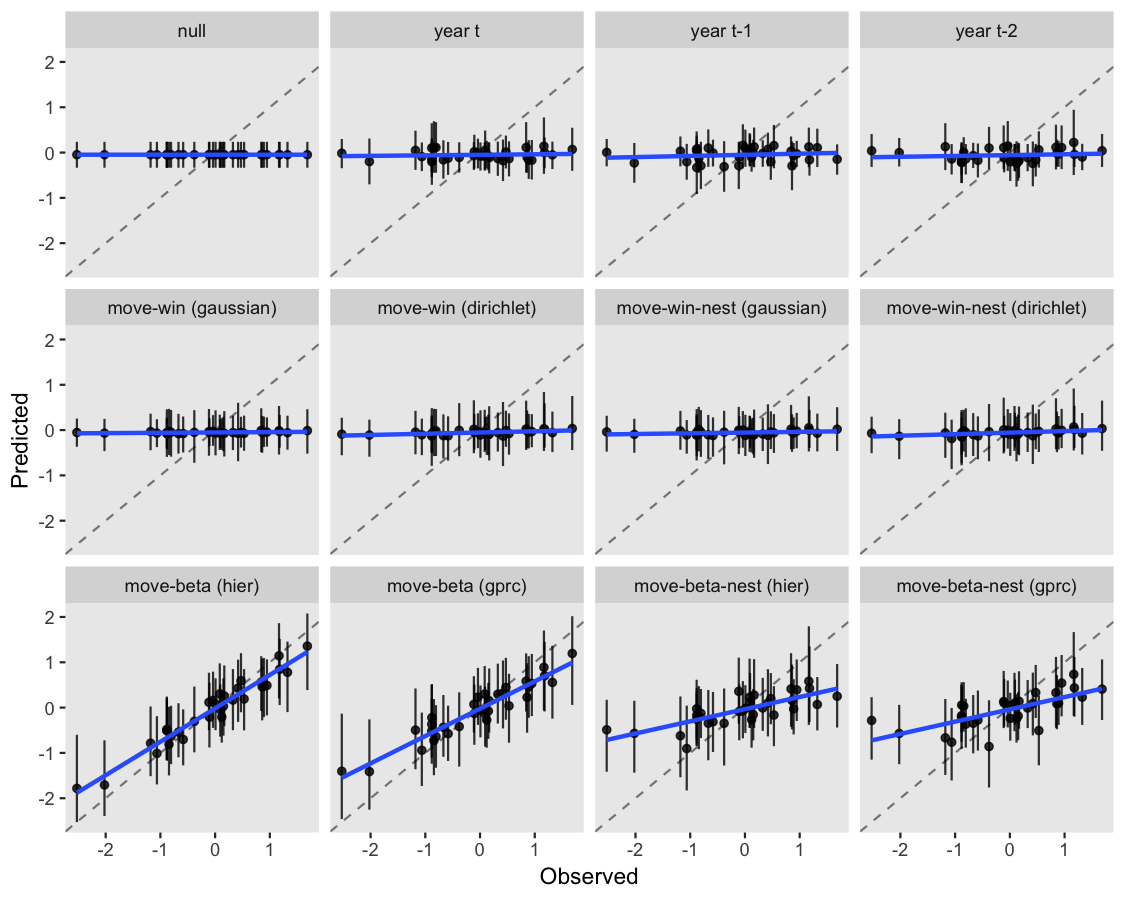 null
year t
year t-1
year t-2
2
1
0
-1
-2
move-win (gaussian)
move-win (dirichlet)
move-win-nest (gaussian)
move-win-nest (dirichlet)
2
1
0
-1
-2
Predicted
move-beta (hier)
move-beta (gprc)
move-beta-nest (hier)
move-beta-nest (gprc)
2
1
0
-1
-2
-2 -1 0 1
-2 -1 0 1
-2 -1 0 1
-2 -1 0 1
Observed